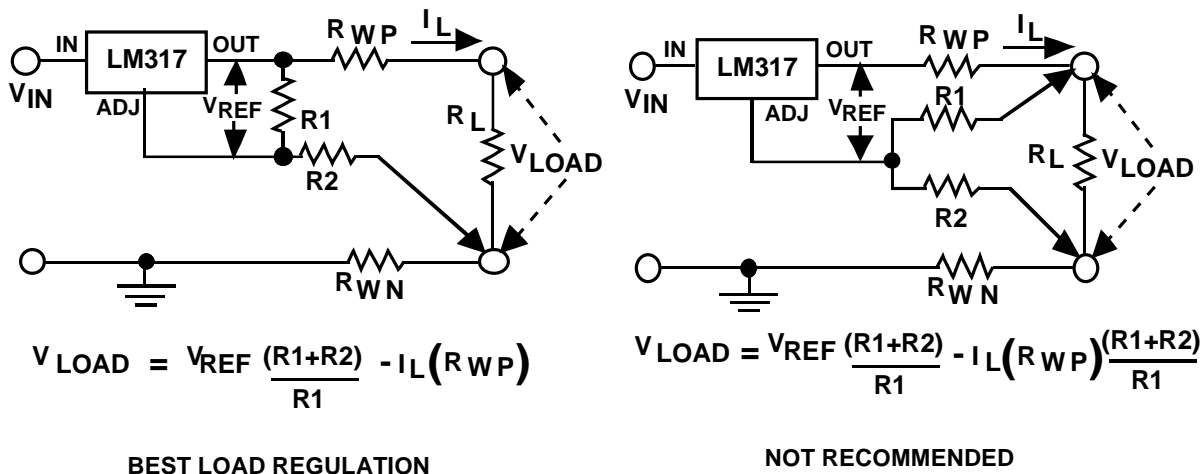 R WP
I L
IN
LM317
OUT
V IN
ADJ
V REF
R1
R2
R L
V LOAD
R WN
V LOAD = V REF (R1+R2) / R1 - I L (R WP)
BEST LOAD REGULATION
R WP
I L
IN
LM317
OUT
V IN
ADJ
V REF
R1
R2
R L
V LOAD
R WN
V LOAD = V REF (R1+R2) / R1 - I L (R WP) (R1+R2) / R1
NOT RECOMMENDED